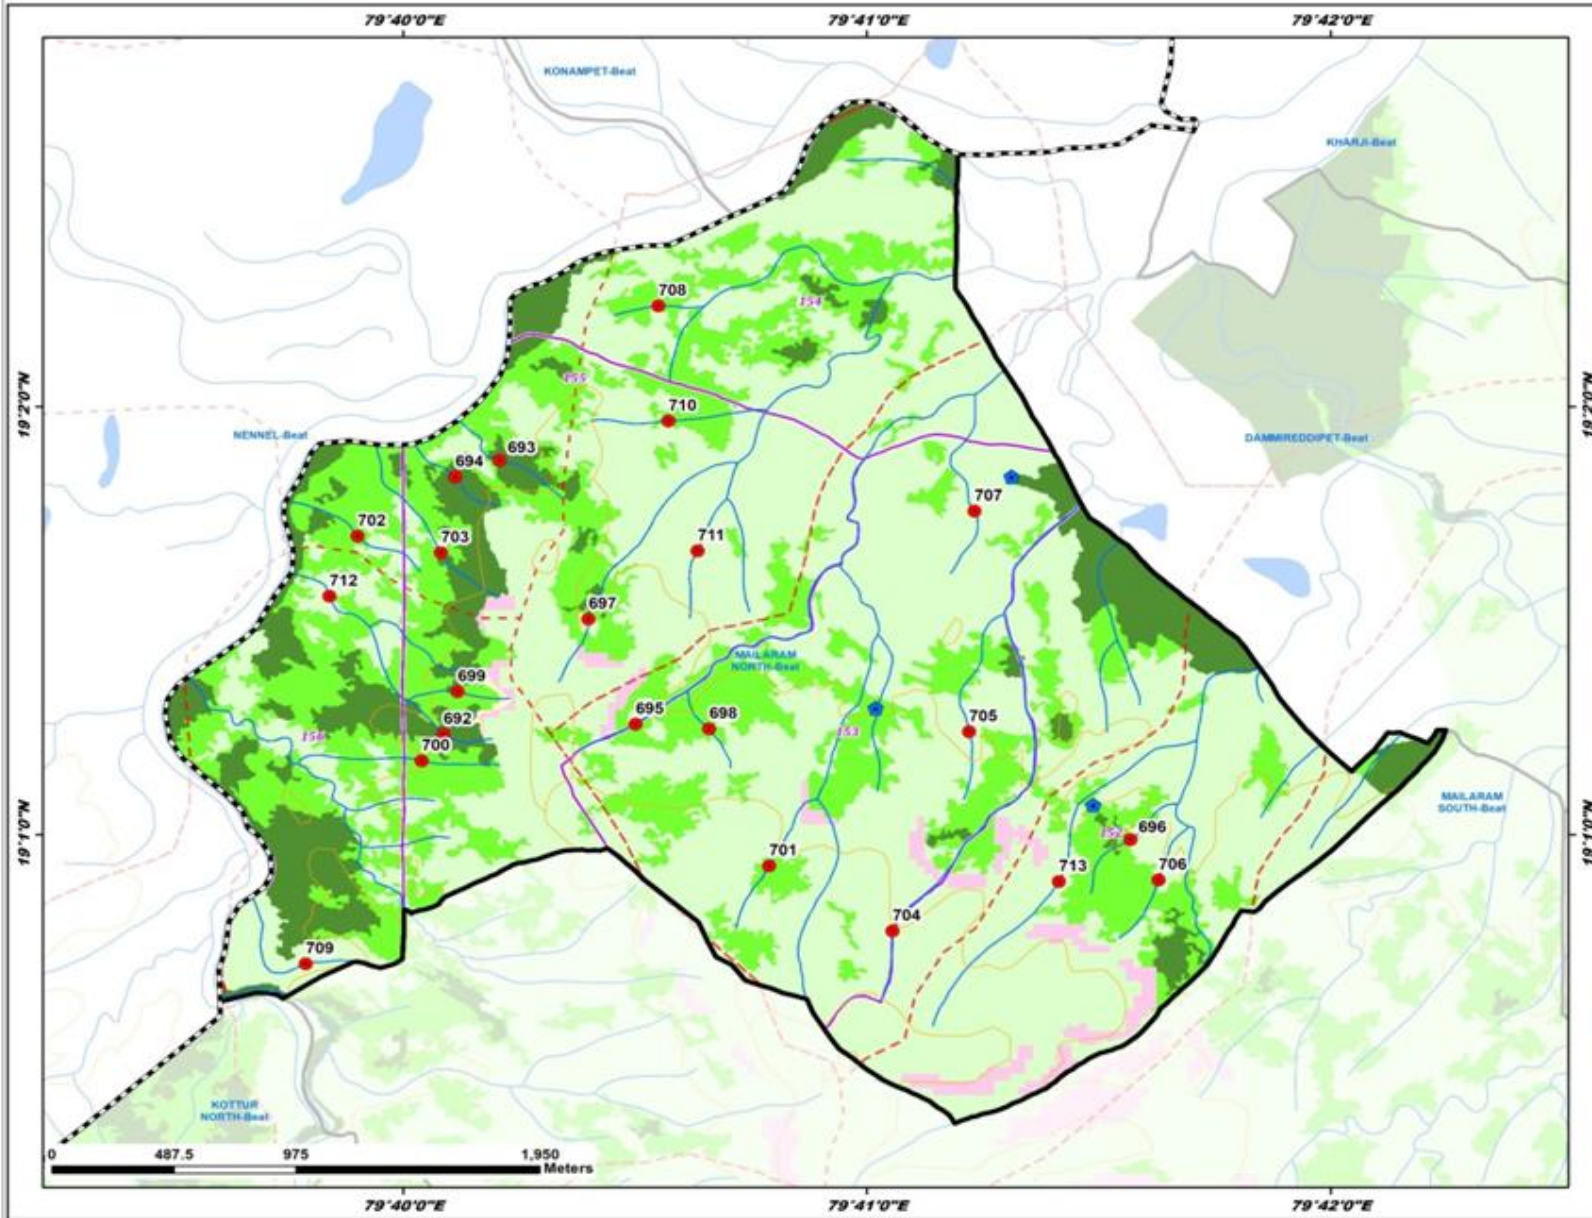 79°40'0"E 79°41'0"E 79°42'0"E
KONAMPET-Beat
KHARJI-Beat
708
154
155
19°2'0"N
19°2'0"N
710
NENNEL-Beat
DAMMIREDDIPET-Beat
693
694
707
702
703
711
712
697
MAILARAM
NORTH-Beat
699
695
698
692
705
153
156
700
MAILARAM
SOUTH-Beat
19°1'0"N
19°1'0"N
152
696
701
713
706
704
709
KOTTUR
NORTH-Beat
0 487.5 975 1,950
Meters
79°40'0"E 79°41'0"E 79°42'0"E